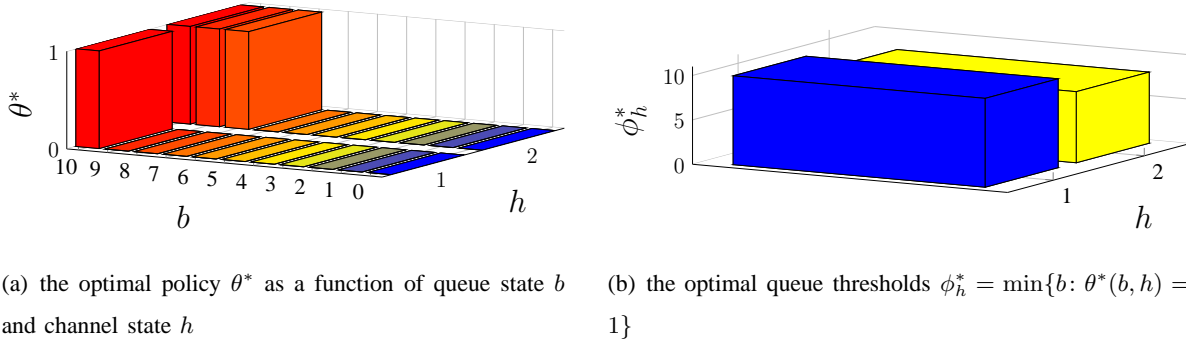 1
0
θ*
10 9 8 7 6 5 4 3 2 1 0
b
1
2
h
10
5
0
ϕ*h
1
2
h
(a) the optimal policy θ* as a function of queue state b
and channel state h
(b) the optimal queue thresholds ϕ*h = min{b: θ*(b, h) =
1}